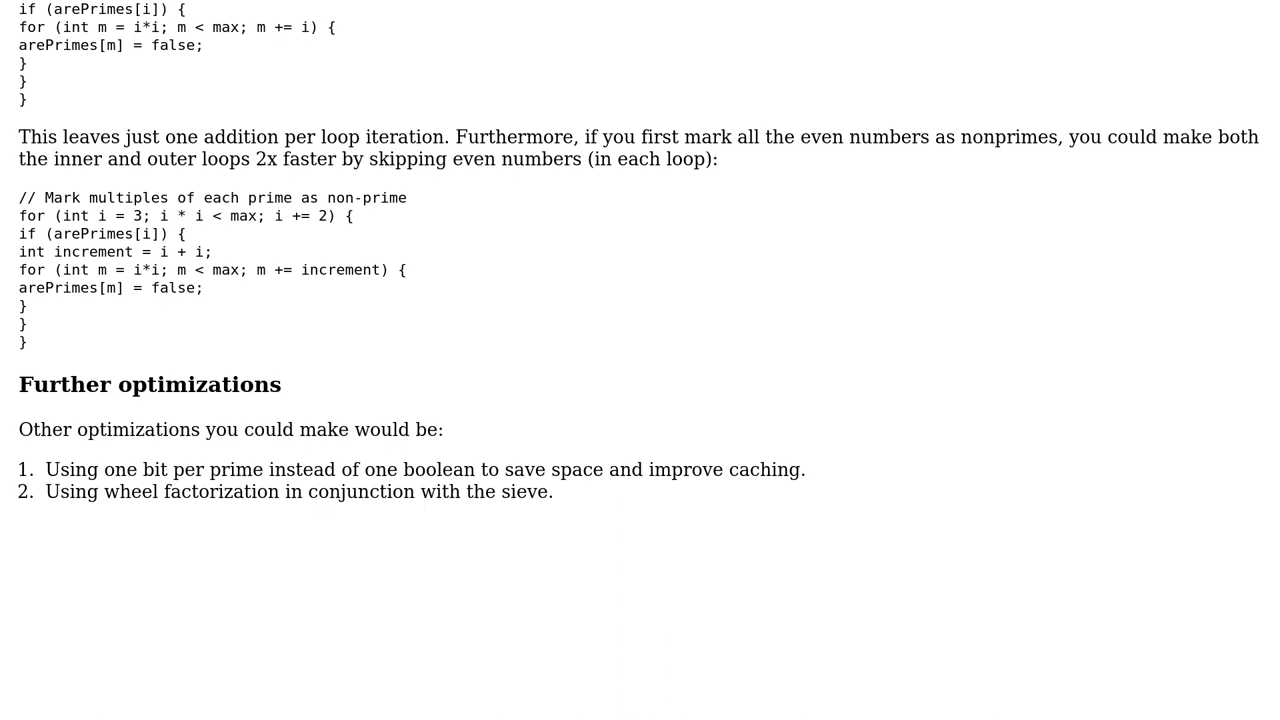 if (arePrimes[i]) {
for (int m = i*i; m < max; m += i) {
arePrimes[m] = false;
}
}
}
This leaves just one addition per loop iteration. Furthermore, if you first mark all the even numbers as nonprimes, you could make both
the inner and outer loops 2x faster by skipping even numbers (in each loop):
// Mark multiples of each prime as non-prime
for (int i = 3; i * i < max; i += 2) {
if (arePrimes[i]) {
int increment = i + i;
for (int m = i*i; m < max; m += increment) {
arePrimes[m] = false;
}
}
}
Further optimizations
Other optimizations you could make would be:
1. Using one bit per prime instead of one boolean to save space and improve caching.
2. Using wheel factorization in conjunction with the sieve.